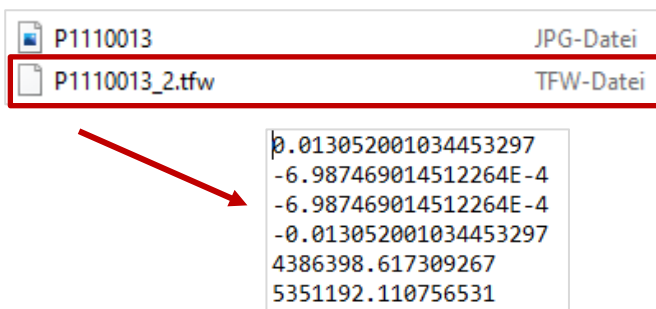 P1110013 JPG-Datei
P1110013_2.tfw TFW-Datei
0.013052001034453297
-6.987469014512264E-4
-6.987469014512264E-4
-0.013052001034453297
4386398.617309267
5351192.110756531